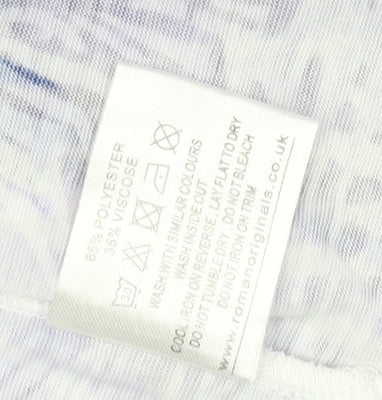 65% POLYESTER
35% VISCOSE
30
WASH WITH SIMILAR COLOURS
WASH INSIDE OUT
COOL IRON ON REVERSE, LAY FLAT TO DRY
DO NOT TUMBLE DRY, DO NOT BLEACH
DO NOT IRON ON TRIM
www.romanoriginals.co.uk